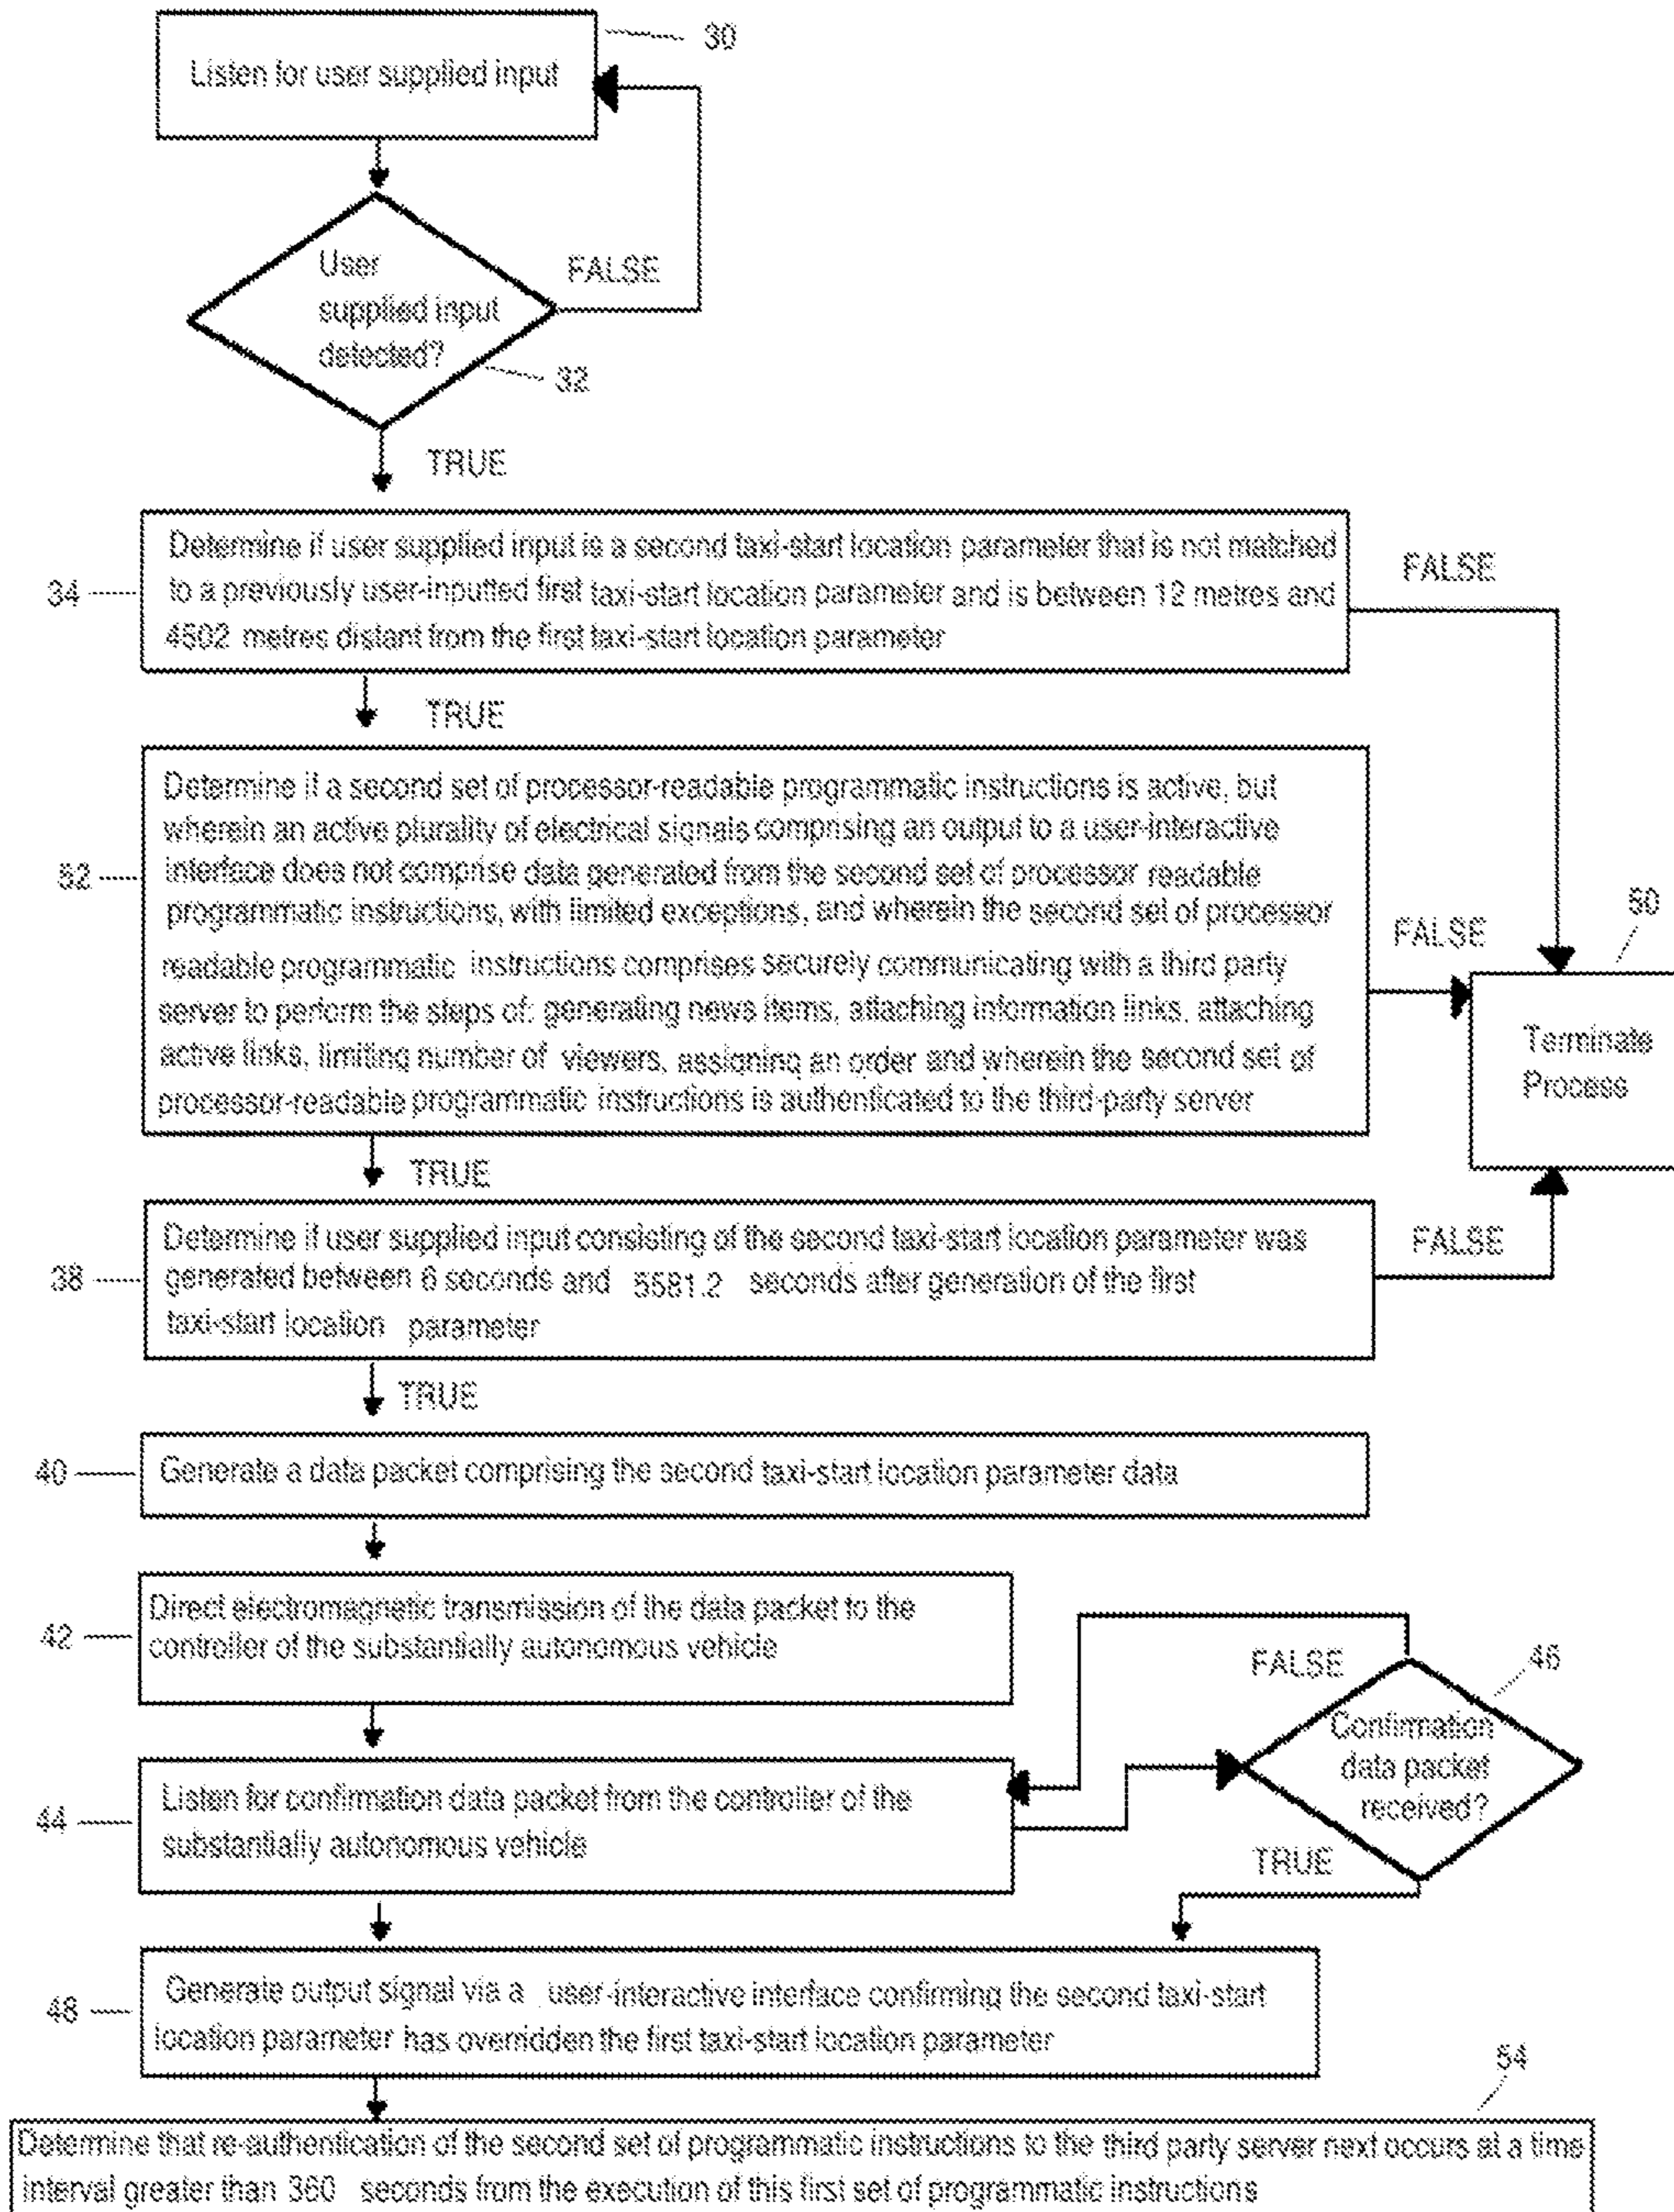 30
Listen for user supplied input
User
supplied input
detected?
FALSE
32
TRUE
34
Determine if user supplied input is a second taxi-start location parameter that is not matched
to a previously user-inputted first taxi-start location parameter and is between 12 metres and
4502 metres distant from the first taxi-start location parameter
FALSE
TRUE
52
Determine if a second set of processor-readable programmatic instructions is active, but
wherein an active plurality of electrical signals comprising an output to a user-interactive
interface does not comprise data generated from the second set of processor readable
programmatic instructions, with limited exceptions, and wherein the second set of processor
readable programmatic instructions comprises securely communicating with a third party
server to perform the steps of: generating news items, attaching information links, attaching
active links, limiting number of viewers, assigning an order and wherein the second set of
processor-readable programmatic instructions is authenticated to the third-party server
FALSE
50
Terminate
Process
TRUE
38
Determine if user supplied input consisting of the second taxi-start location parameter was
generated between 6 seconds and 5581.2 seconds after generation of the first
taxi-start location parameter
FALSE
TRUE
40
Generate a data packet comprising the second taxi-start location parameter data
42
Direct electromagnetic transmission of the data packet to the
controller of the substantially autonomous vehicle
44
Listen for confirmation data packet from the controller of the
substantially autonomous vehicle
FALSE
46
Confirmation
data packet
received?
TRUE
48
Generate output signal via a user-interactive interface confirming the second taxi-start
location parameter has overridden the first taxi-start location parameter
54
Determine that re-authentication of the second set of programmatic instructions to the third party server next occurs at a time
interval greater than 360 seconds from the execution of this first set of programmatic instructions